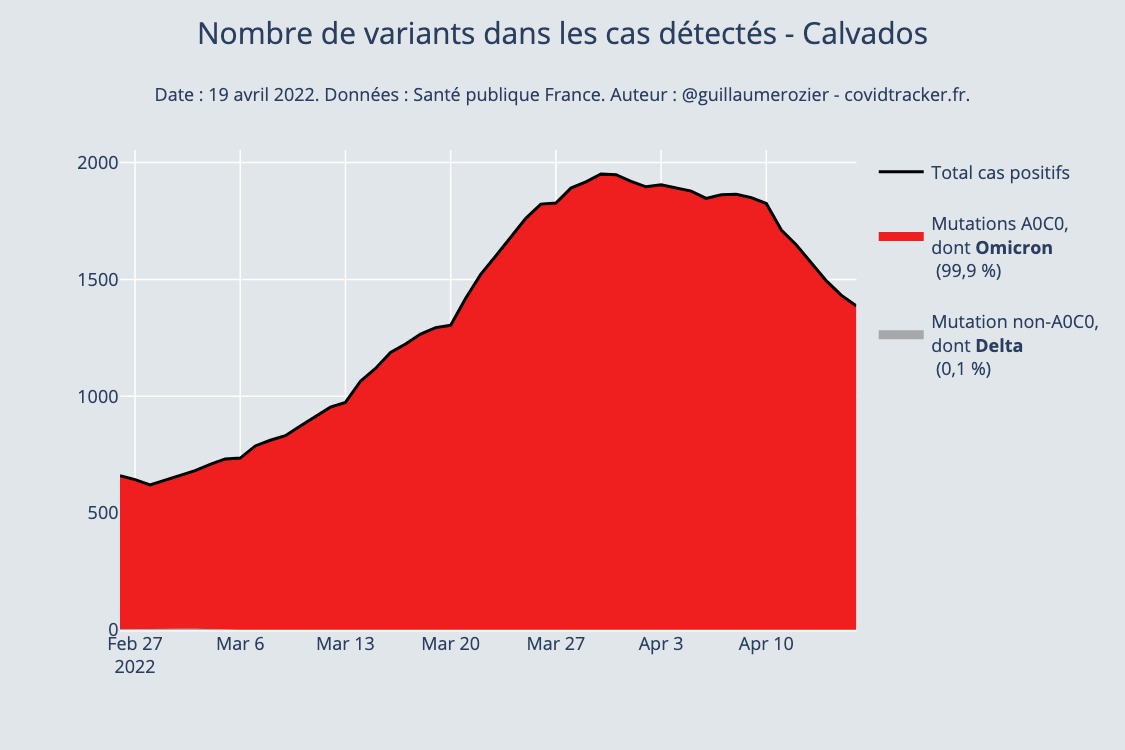 Nombre de variants dans les cas détectés - Calvados
Date : 19 avril 2022. Données : Santé publique France. Auteur : @guillaumerozier - covidtracker.fr.
2000
1500
1000
500
0
Feb 27
2022
Mar 6
Mar 13
Mar 20
Mar 27
Apr 3
Apr 10
Total cas positifs
Mutations A0C0,
dont Omicron
(99,9 %)
Mutation non-A0C0,
dont Delta
(0,1 %)